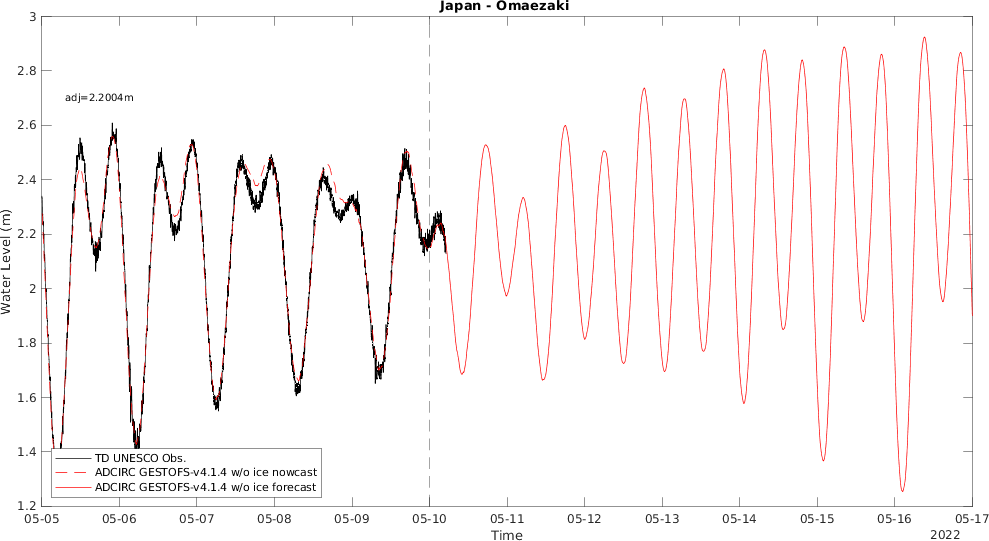 Japan - Omaezaki
3
2.8
adj=2.2004m
2.6
2.4
2.2
2
1.8
1.6
1.4
1.2
Water Level (m)
TD UNESCO Obs.
ADCIRC GESTOFS-v4.1.4 w/o ice nowcast
ADCIRC GESTOFS-v4.1.4 w/o ice forecast
05-05 05-06 05-07 05-08 05-09 05-10 05-11 05-12 05-13 05-14 05-15 05-16 05-17
Time
2022